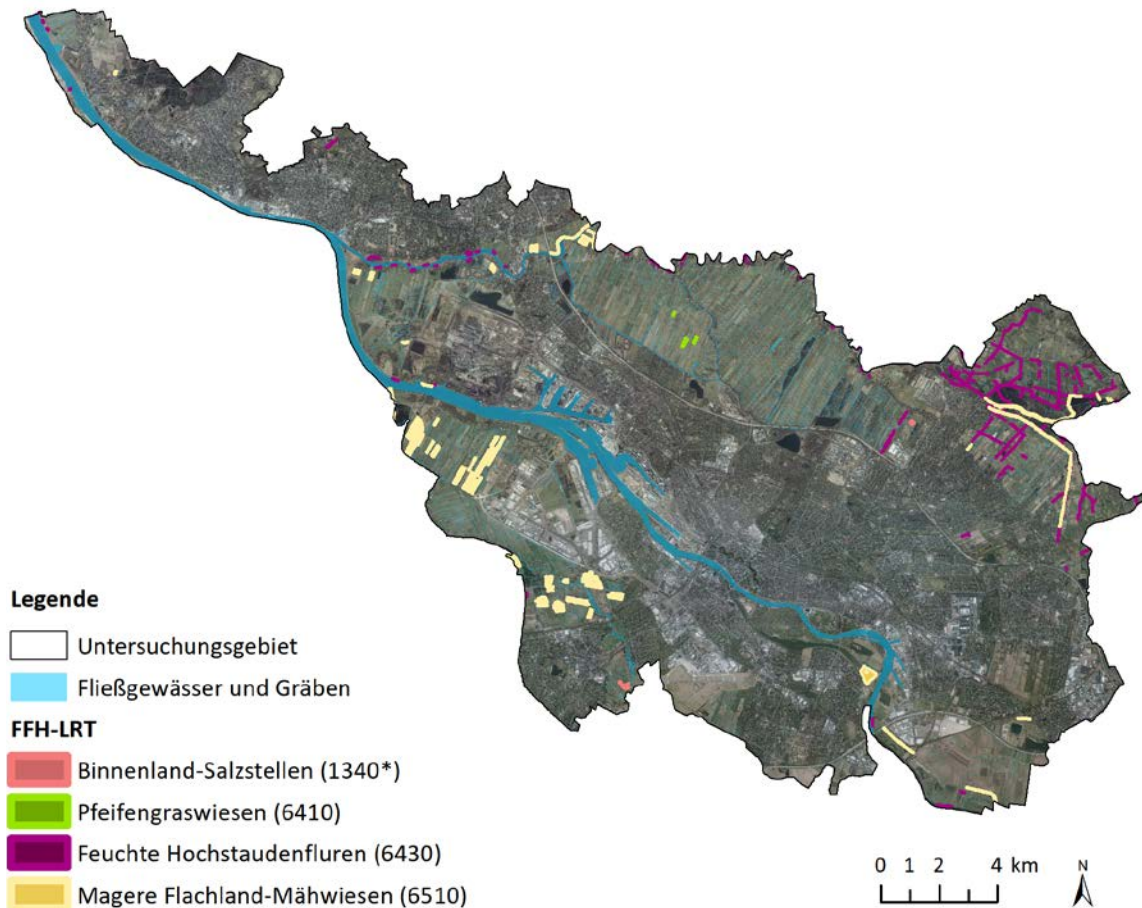 Legende
Untersuchungsgebiet
Fließgewässer und Gräben
FFH-LRT
Binnenland-Salzstellen (1340*)
Pfeifengraswiesen (6410)
Feuchte Hochstaudenfluren (6430)
Magere Flachland-Mähwiesen (6510)
0 1 2 4 km
N